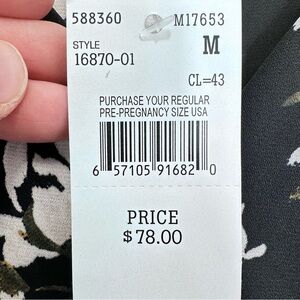 588360 M17653
STYLE M
16870-01
CL=43
PURCHASE YOUR REGULAR
PRE-PREGNANCY SIZE USA
6 57105 91682 0
PRICE
$78.00